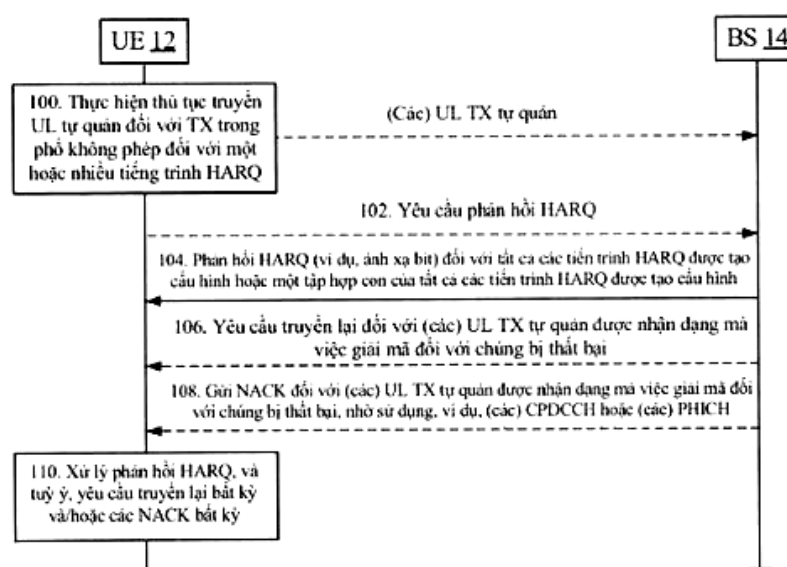 UE 12
BS 14
100. Thực hiện thủ tục truyền
UL tự quản đối với TX trong
phổ không phép đối với một
hoặc nhiều tiếng trình HARQ
(Các) UL TX tự quản
102. Yêu cầu phản hồi HARQ
104. Phản hồi HARQ (ví dụ, ánh xạ bit) đối với tất cả các tiến trình HARQ được tạo
cấu hình hoặc một tập hợp con của tất cả các tiến trình HARQ được tạo cấu hình
106. Yêu cầu truyền lại đối với (các) UL TX tự quản được nhận dạng mà
việc giải mã đối với chúng bị thất bại
108. Gửi NACK đối với (các) UL TX tự quản được nhận dạng mà việc giải mã đối
với chúng bị thất bại, nhờ sử dụng, ví dụ, (các) CPDCCH hoặc (các) PHICH
110. Xử lý phản hồi HARQ, và
tuỳ ý, yêu cầu truyền lại bất kỳ
và/hoặc các NACK bất kỳ